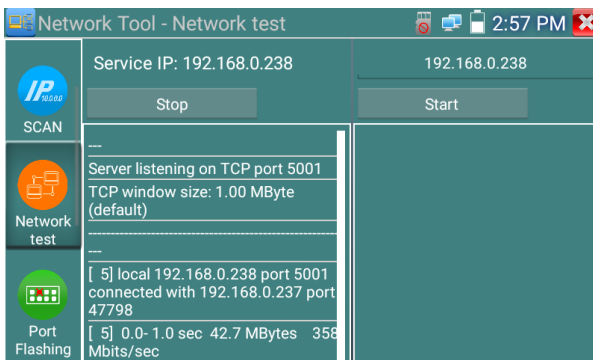 Network Tool - Network test
2:57 PM
IP
10.0.0.0
SCAN
Network
test
Port
Flashing
Service IP: 192.168.0.238
Stop
---
Server listening on TCP port 5001
TCP window size: 1.00 MByte
(default)
------------------------------------------------------------
---
[ 5] local 192.168.0.238 port 5001
connected with 192.168.0.237 port
47798
[ 5] 0.0- 1.0 sec 42.7 MBytes 358
Mbits/sec
192.168.0.238
Start